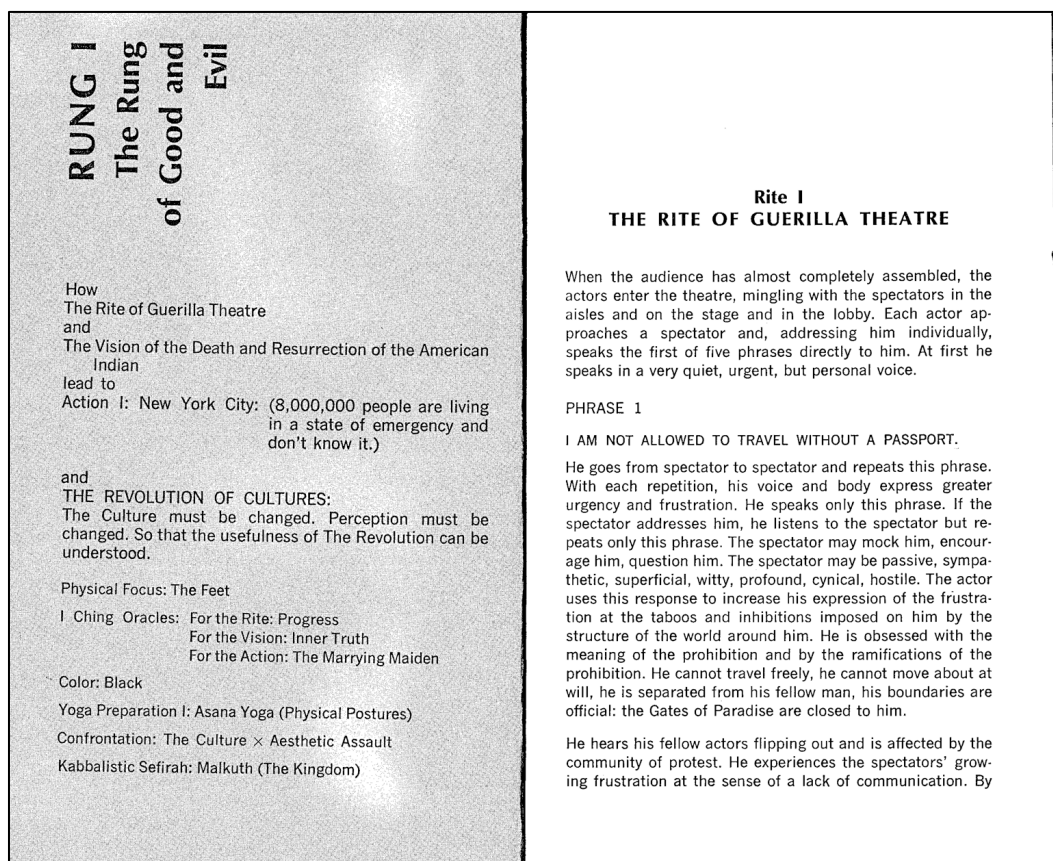 RUNG I
The Rung
of Good and
Evil
How
The Rite of Guerilla Theatre
and
The Vision of the Death and Resurrection of the American
Indian
lead to
Action I: New York City: (8,000,000 people are living
in a state of emergency and
don't know it.)
and
THE REVOLUTION OF CULTURES:
The Culture must be changed. Perception must be
changed. So that the usefulness of The Revolution can be
understood.
Physical Focus: The Feet
I Ching Oracles: For the Rite: Progress
For the Vision: Inner Truth
For the Action: The Marrying Maiden
Color: Black
Yoga Preparation I: Asana Yoga (Physical Postures)
Confrontation: The Culture × Aesthetic Assault
Kabbalistic Sefirah: Malkuth (The Kingdom)
Rite I
THE RITE OF GUERILLA THEATRE
When the audience has almost completely assembled, the
actors enter the theatre, mingling with the spectators in the
aisles and on the stage and in the lobby. Each actor ap-
proaches a spectator and, addressing him individually,
speaks the first of five phrases directly to him. At first he
speaks in a very quiet, urgent, but personal voice.
PHRASE 1
I AM NOT ALLOWED TO TRAVEL WITHOUT A PASSPORT.
He goes from spectator to spectator and repeats this phrase.
With each repetition, his voice and body express greater
urgency and frustration. He speaks only this phrase. If the
spectator addresses him, he listens to the spectator but re-
peats only this phrase. The spectator may mock him, encour-
age him, question him. The spectator may be passive, sympa-
thetic, superficial, witty, profound, cynical, hostile. The actor
uses this response to increase his expression of the frustra-
tion at the taboos and inhibitions imposed on him by the
structure of the world around him. He is obsessed with the
meaning of the prohibition and by the ramifications of the
prohibition. He cannot travel freely, he cannot move about at
will, he is separated from his fellow man, his boundaries are
official: the Gates of Paradise are closed to him.
He hears his fellow actors flipping out and is affected by the
community of protest. He experiences the spectators' grow-
ing frustration at the sense of a lack of communication. By